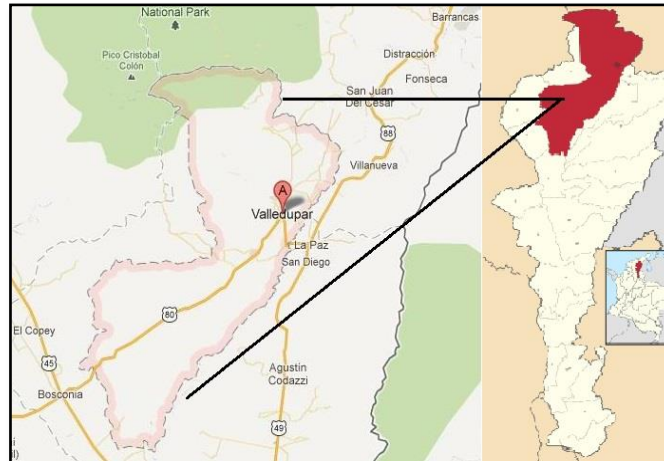 National Park
Barrancas
Pico Cristobal
Colón
Distracción
Fonseca
San Juan
Del Cesar
88
Villanueva
A
Valledupar
La Paz
San Diego
80
El Copey
45
Bosconia
Agustín
Codazzi
49